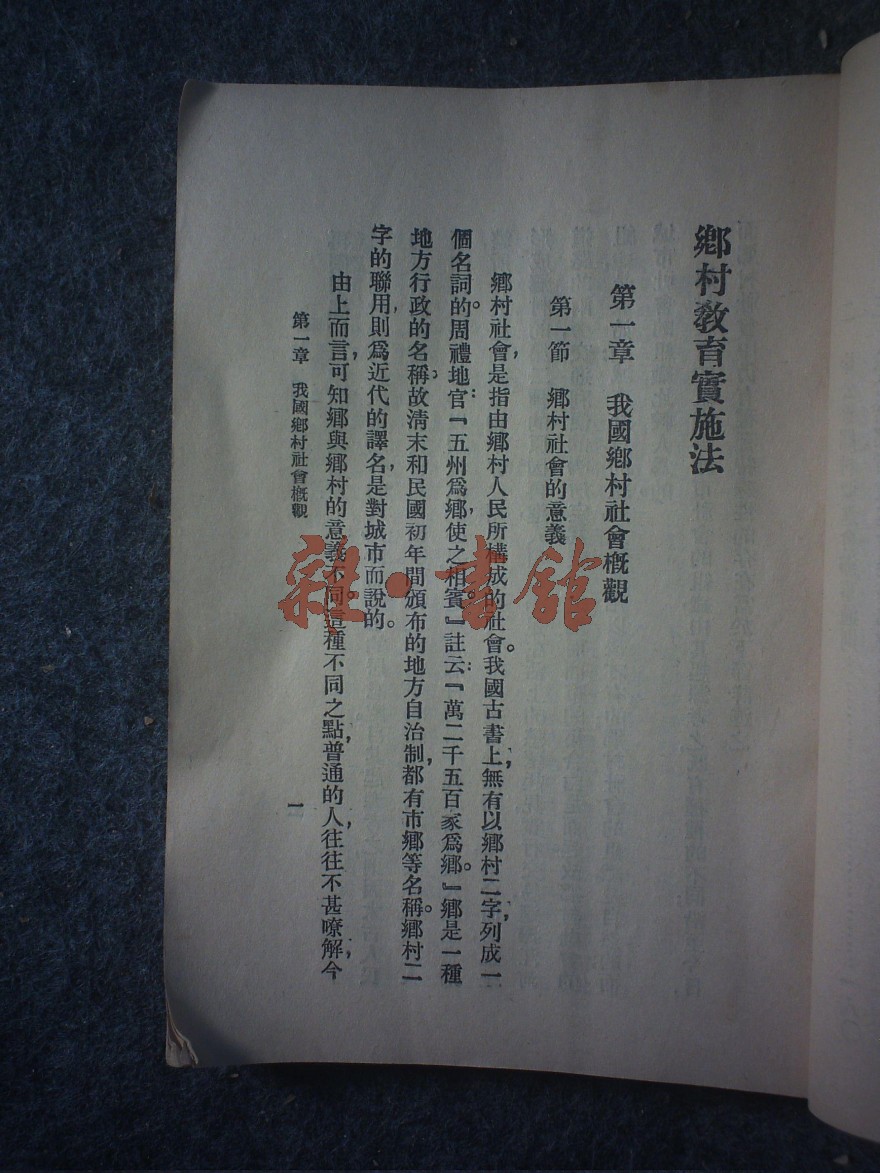 鄉村教育實施法
第一章 我國鄉村社會概觀
第一節 鄉村社會的意義
鄉村社會,是指由鄉村人民所構成的社會。我國古書上,無有以鄉村二字,列成一
個名詞的。周禮地官:『五州爲鄉,使之相賓。』註云:『萬二千五百家爲鄉。』鄉是一種
地方行政的名稱;故清末和民國初年間頒布的地方自治制,都有市鄉等名稱。鄉村二
字的聯用,則爲近代的譯名,是對城市而說的。
由上而言,可知鄉與鄉村的意義不同。這種不同之點,普通的人,往往不甚嘹解,今
第一章 我國鄉村社會概觀
一
雜·書館